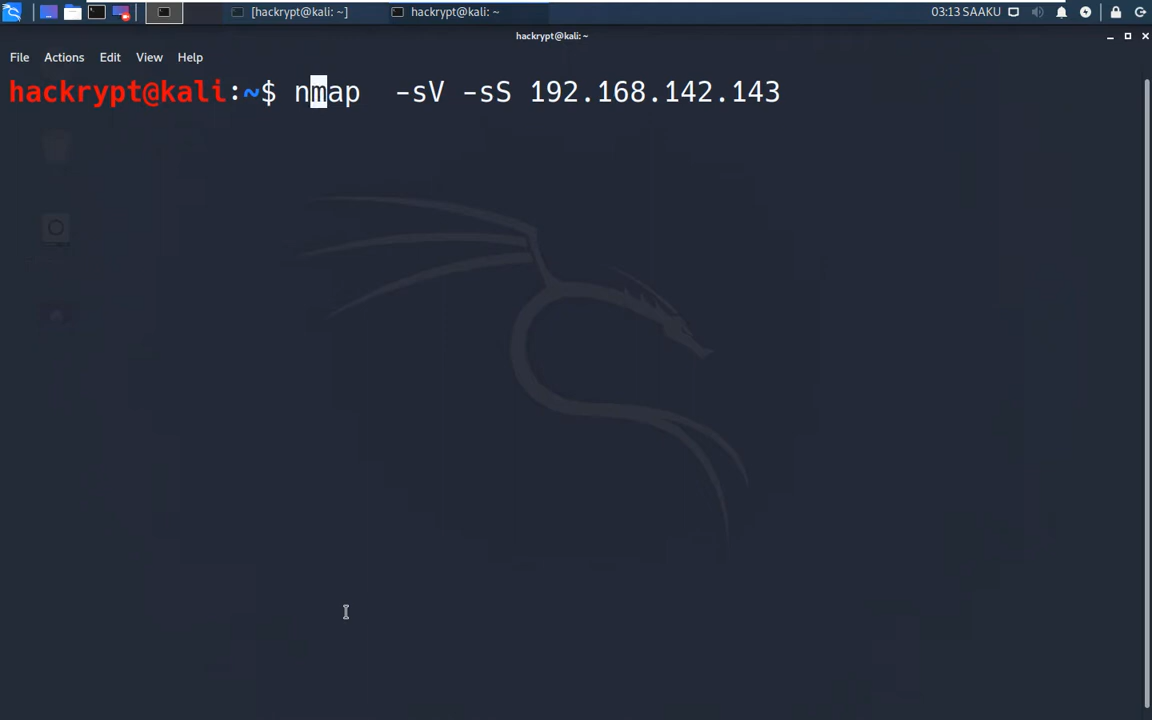 [hackrypt@kali: ~]
hackrypt@kali: ~
03:13 SAAKU
hackrypt@kali: ~
File Actions Edit View Help
hackrypt@kali:~$ nmap  -sV -sS 192.168.142.143